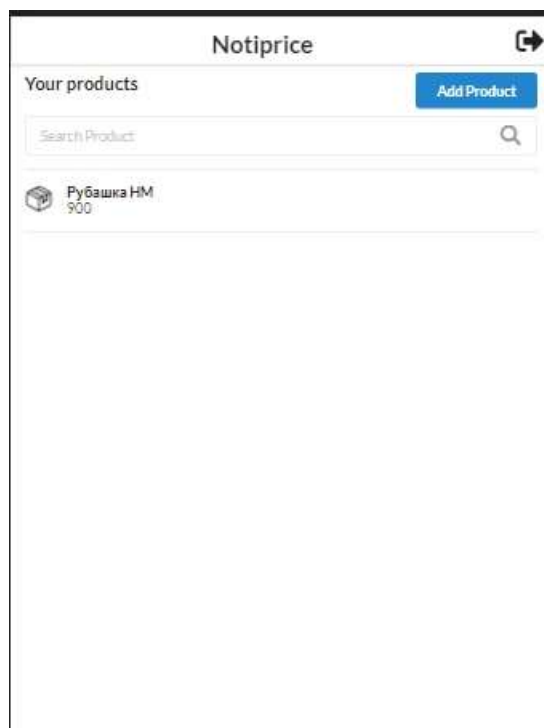 Notiprice
Your products
Add Product
Search Product
Рубашка HM
900